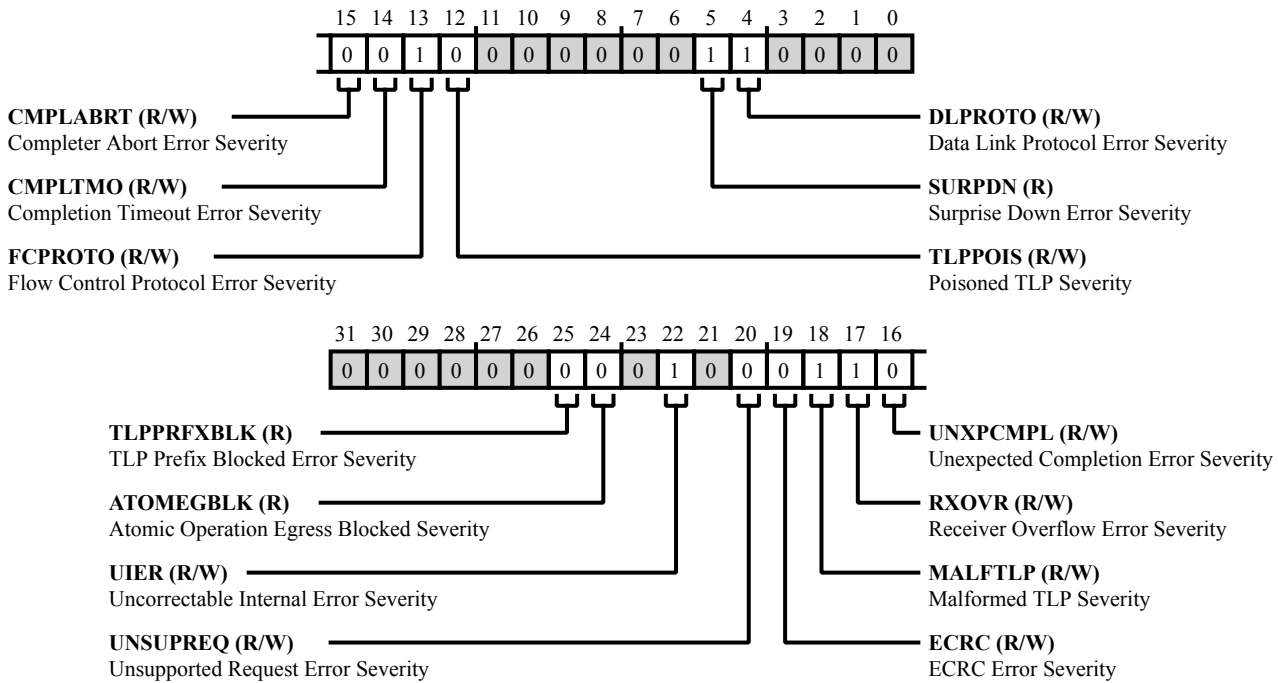 15 14 13 12 11 10 9 8 7 6 5 4 3 2 1 0
0 0 1 0 0 0 0 0 0 0 1 1 0 0 0 0
CMPLABRT (R/W)
Completer Abort Error Severity
CMPLTMO (R/W)
Completion Timeout Error Severity
FCPROTO (R/W)
Flow Control Protocol Error Severity
DLPROTO (R/W)
Data Link Protocol Error Severity
SURPDN (R)
Surprise Down Error Severity
TLPPOIS (R/W)
Poisoned TLP Severity
31 30 29 28 27 26 25 24 23 22 21 20 19 18 17 16
0 0 0 0 0 0 0 0 0 1 0 0 0 1 1 0
TLPPRFXBLK (R)
TLP Prefix Blocked Error Severity
ATOMEGBLK (R)
Atomic Operation Egress Blocked Severity
UIER (R/W)
Uncorrectable Internal Error Severity
UNSUPREQ (R/W)
Unsupported Request Error Severity
UNXPCMPL (R/W)
Unexpected Completion Error Severity
RXOVR (R/W)
Receiver Overflow Error Severity
MALFTLP (R/W)
Malformed TLP Severity
ECRC (R/W)
ECRC Error Severity